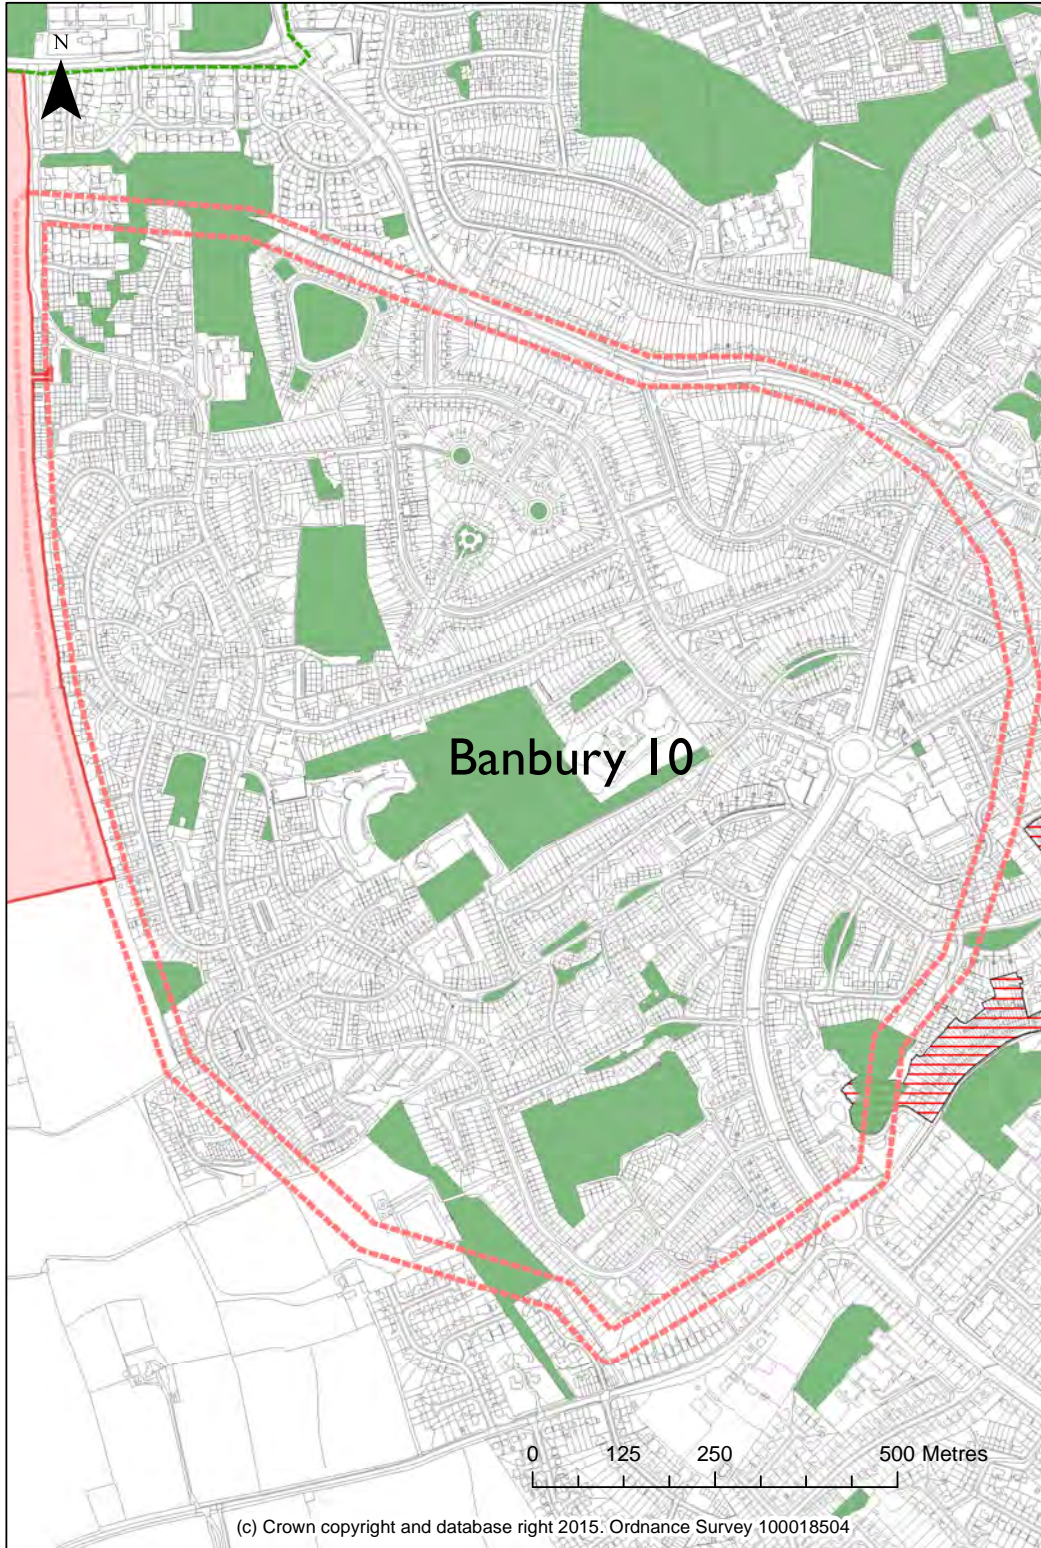 N
Banbury 10
0 125 250 500 Metres
(c) Crown copyright and database right 2015. Ordnance Survey 100018504